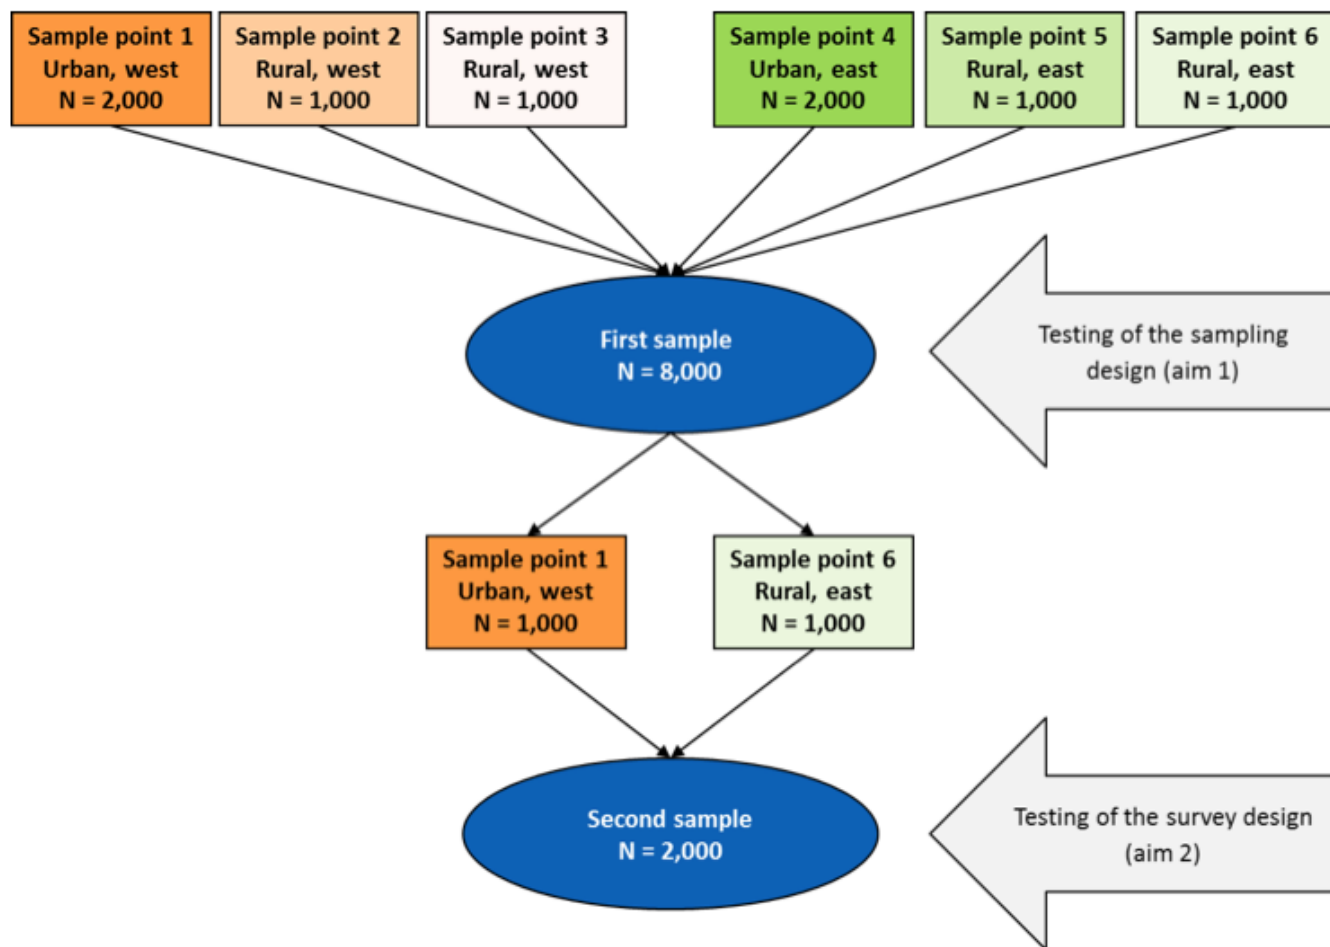 Sample point 1
Urban, west
N = 2,000
Sample point 2
Rural, west
N = 1,000
Sample point 3
Rural, west
N = 1,000
Sample point 4
Urban, east
N = 2,000
Sample point 5
Rural, east
N = 1,000
Sample point 6
Rural, east
N = 1,000
First sample
N = 8,000
Testing of the sampling
design (aim 1)
Sample point 1
Urban, west
N = 1,000
Sample point 6
Rural, east
N = 1,000
Second sample
N = 2,000
Testing of the survey design
(aim 2)